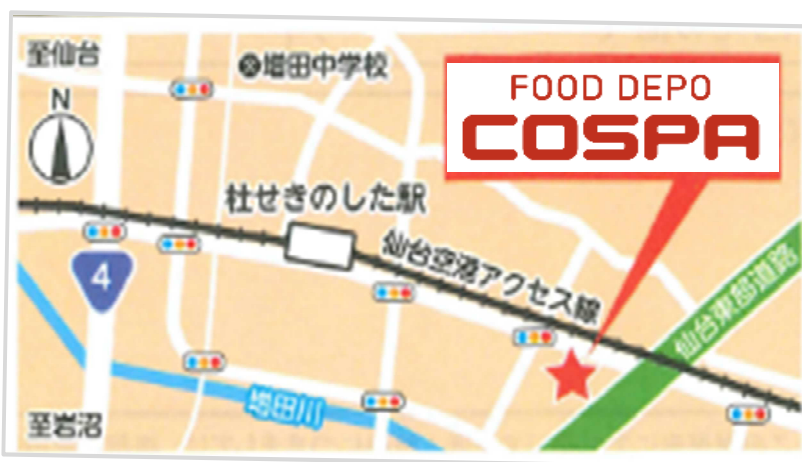 至仙台
増田中学校
FOOD DEPO
COSPA
N
杜せきのした駅
仙台空港アクセス線
4
仙台東部道路
増田川
至岩沼